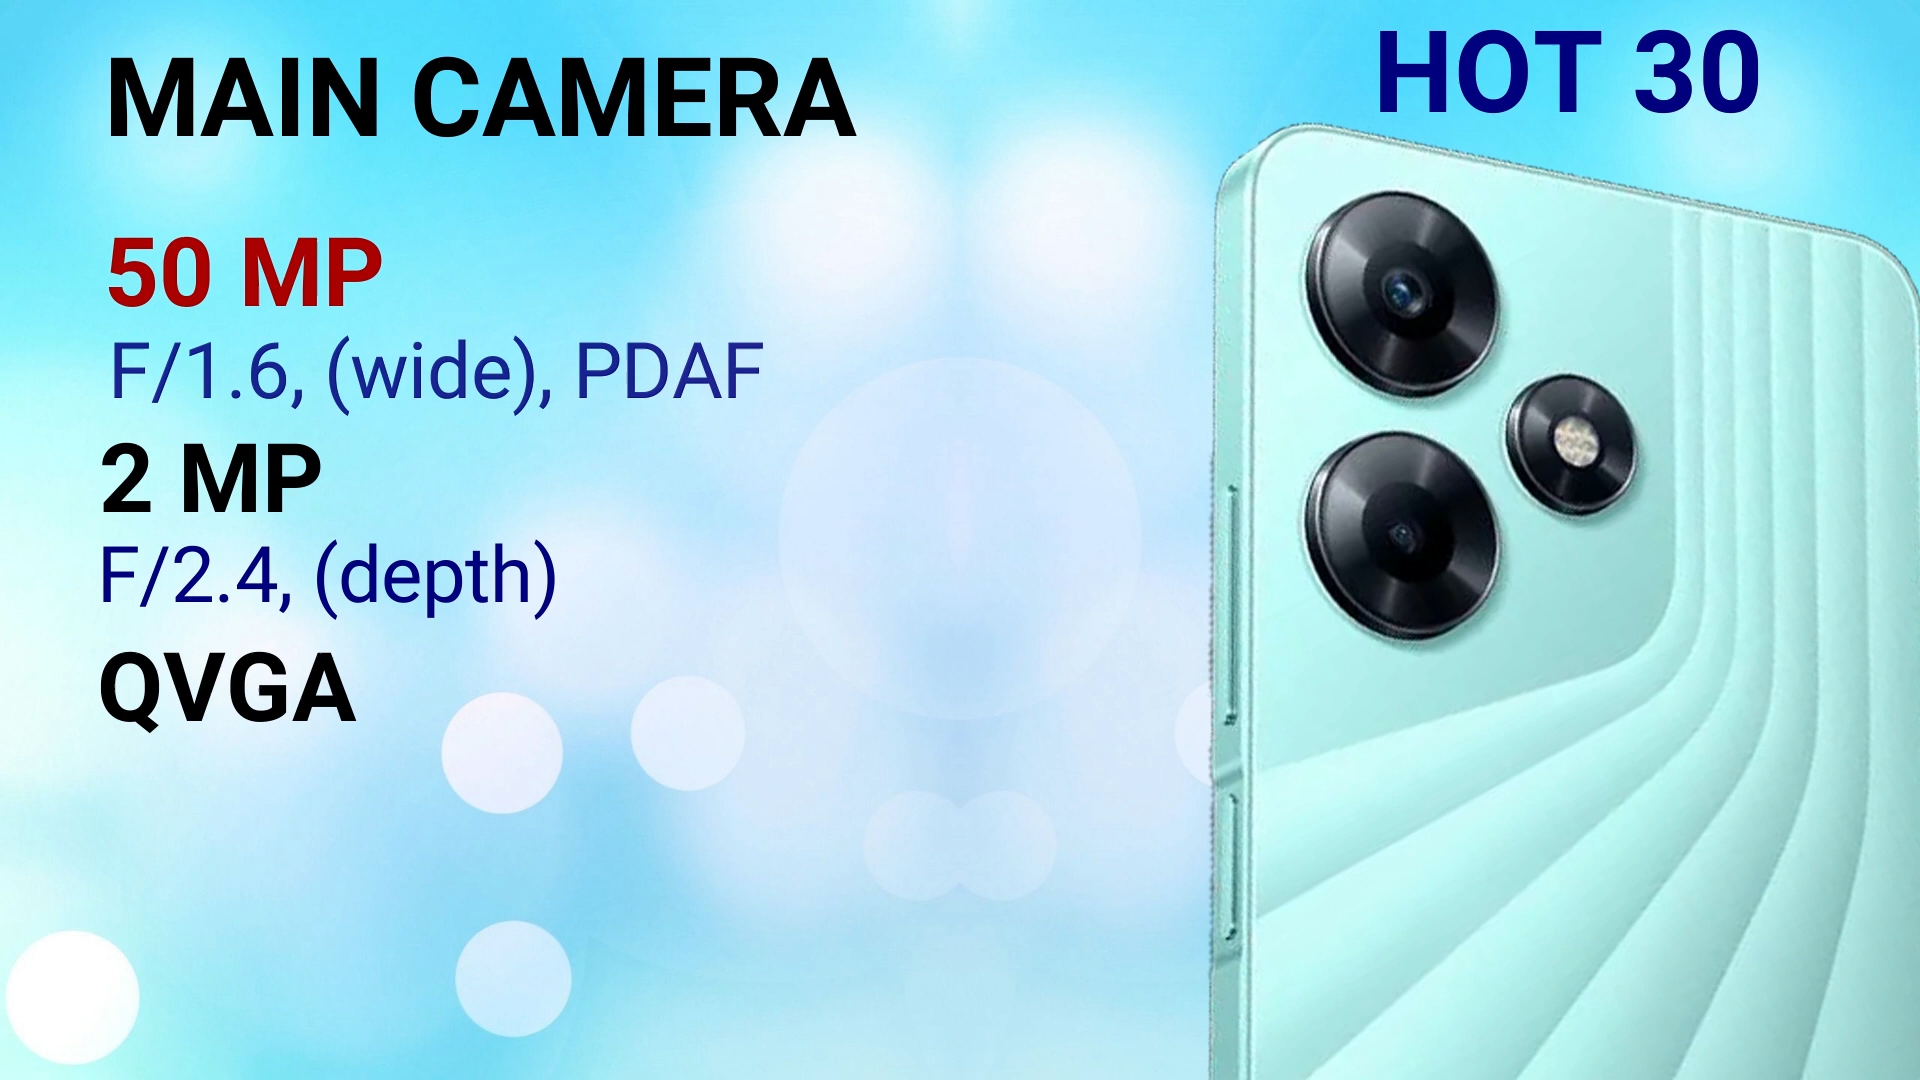 MAIN CAMERA
HOT 30
50 MP
F/1.6, (wide), PDAF
2 MP
F/2.4, (depth)
QVGA